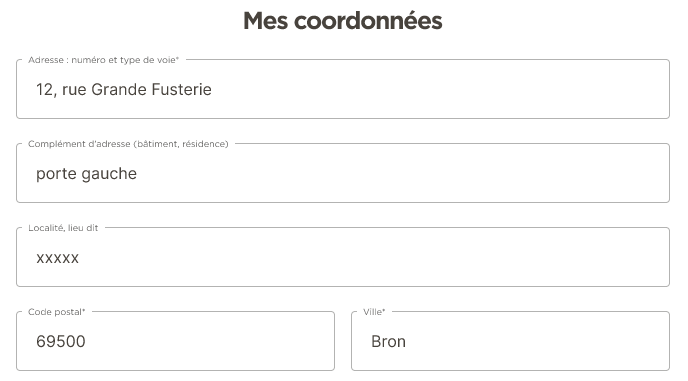 Mes coordonnées
Adresse : numéro et type de voie*
12, rue Grande Fusterie
Complément d'adresse (bâtiment, résidence)
porte gauche
Localité, lieu dit
xxxxx
Code postal* Ville*
69500 Bron